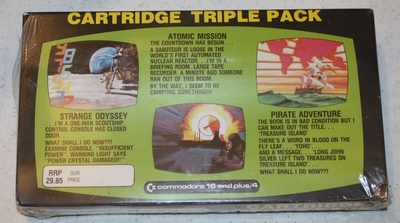 CARTRIDGE TRIPLE PACK
ATOMIC MISSION
THE COUNTDOWN HAS BEGUN. . .
A SABOTEUR IS LOOSE IN THE
WORLD'S FIRST AUTOMATED
NUCLEAR REACTOR. . .I'M IN A
BRIEFING ROOM. LARGE TAPE
RECORDER. A MINUTE AGO SOMEONE
RAN OUT OF THIS ROOM.
BY THE WAY, I SEEM TO BE
CARRYING SOMETHING!!!
STRANGE ODYSSEY
. . .I'M A ONE-MAN SCOUTSHIP.
CONTROL CONSOLE HAS CLOSED
DOOR.
WHAT SHALL I DO NOW???
EXAMINE CONSOLE. "INSUFFICIENT
POWER", WARNING LIGHT SAYS
"POWER CRYSTAL DAMAGED!"
PIRATE ADVENTURE
THE BOOK IS IN BAD CONDITION BUT I
CAN MAKE OUT THE TITLE. . .
'TREASURE ISLAND'
THERE'S A WORD IN BLOOD ON THE
FLY LEAF. . . 'YOHO'
AND A MESSAGE. . . 'LONG JOHN
SILVER LEFT TWO TREASURES ON
TREASURE ISLAND'. . .
WHAT SHALL I DO NOW???
RRP
29.85
OUR
PRICE
commodore 16 and plus/4